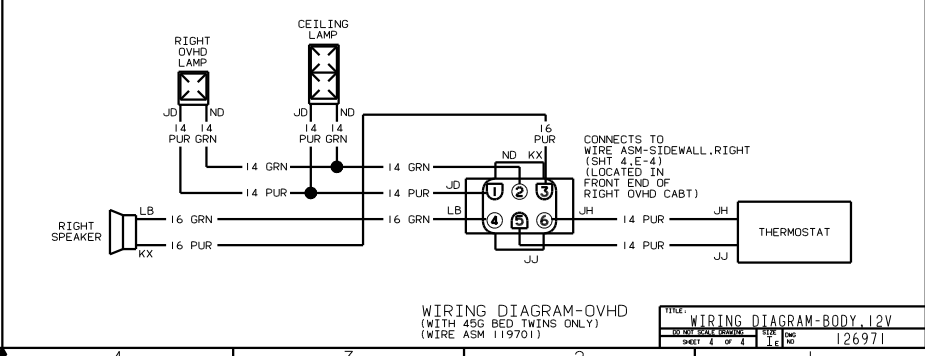 CEILING
LAMP
RIGHT
OVHD
LAMP
JD
ND
JD
ND
14
PUR
14
GRN
14
PUR
14
GRN
16
PUR
CONNECTS TO
WIRE ASM-SIDEWALL,RIGHT
(SHT 4,E-4)
(LOCATED IN
FRONT END OF
RIGHT OVHD CABT)
ND
KX
14 GRN
14 GRN
14 PUR
14 PUR
JD
1 2 3
LB
16 GRN
16 GRN
LB
4 5 6
JH
14 PUR
JH
RIGHT
SPEAKER
THERMOSTAT
KX
16 PUR
14 PUR
JJ
JJ
WIRING DIAGRAM-OVHD
(WITH 45G BED TWINS ONLY)
(WIRE ASM 119701)
TITLE:
WIRING DIAGRAM-BODY,12V
DO NOT SCALE DRAWING
SHEET 4 OF 4
SIZE
IE
DWG
NO
126971
4
3
2
1